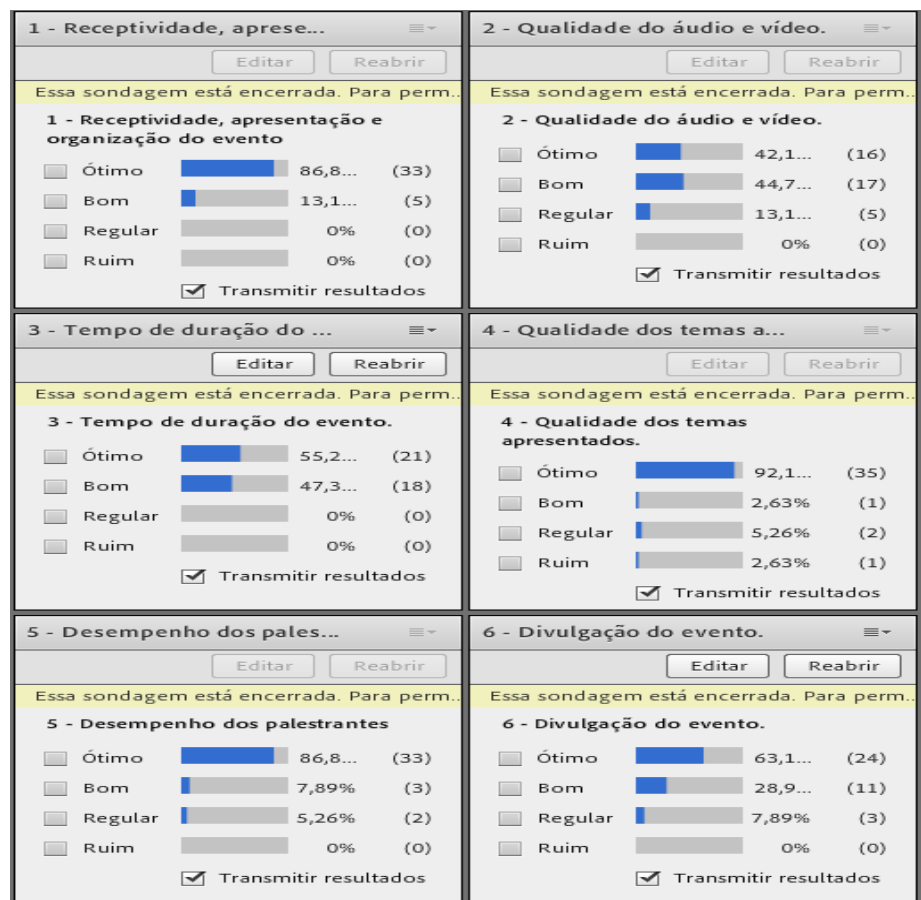 1 - Receptividade, aprese...
Editar Reabrir
Essa sondagem está encerrada. Para perm..
1 - Receptividade, apresentação e
organização do evento
Ótimo 86,8... (33)
Bom 13,1... (5)
Regular 0% (0)
Ruim 0% (0)
Transmitir resultados
2 - Qualidade do áudio e vídeo.
Editar Reabrir
Essa sondagem está encerrada. Para perm..
2 - Qualidade do áudio e vídeo.
Ótimo 42,1... (16)
Bom 44,7... (17)
Regular 13,1... (5)
Ruim 0% (0)
Transmitir resultados
3 - Tempo de duração do ...
Editar Reabrir
Essa sondagem está encerrada. Para perm..
3 - Tempo de duração do evento.
Ótimo 55,2... (21)
Bom 47,3... (18)
Regular 0% (0)
Ruim 0% (0)
Transmitir resultados
4 - Qualidade dos temas a...
Editar Reabrir
Essa sondagem está encerrada. Para perm..
4 - Qualidade dos temas
apresentados.
Ótimo 92,1... (35)
Bom 2,63% (1)
Regular 5,26% (2)
Ruim 2,63% (1)
Transmitir resultados
5 - Desempenho dos pales...
Editar Reabrir
Essa sondagem está encerrada. Para perm..
5 - Desempenho dos palestrantes
Ótimo 86,8... (33)
Bom 7,89% (3)
Regular 5,26% (2)
Ruim 0% (0)
Transmitir resultados
6 - Divulgação do evento.
Editar Reabrir
Essa sondagem está encerrada. Para perm..
6 - Divulgação do evento.
Ótimo 63,1... (24)
Bom 28,9... (11)
Regular 7,89% (3)
Ruim 0% (0)
Transmitir resultados